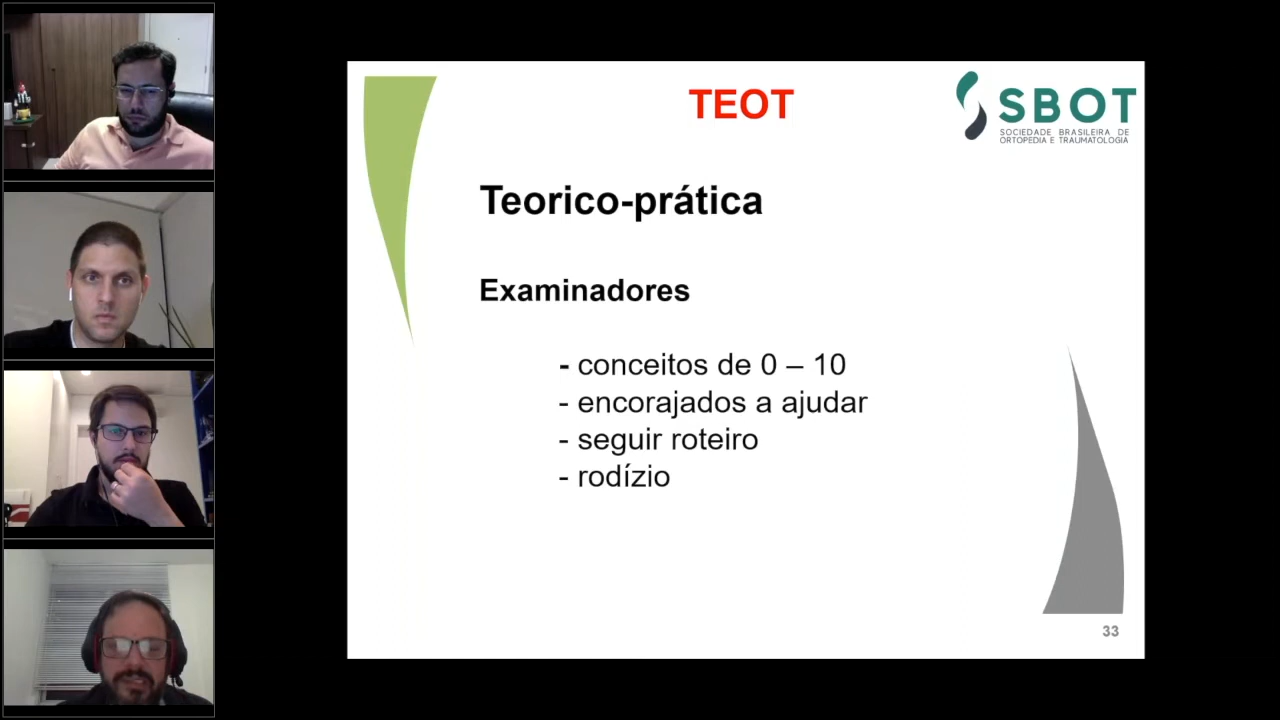 TEOT
SBOT
SOCIEDADE BRASILEIRA DE
ORTOPEDIA E TRAUMATOLOGIA
Teorico-prática
Examinadores
- conceitos de 0 – 10
- encorajados a ajudar
- seguir roteiro
- rodízio
33